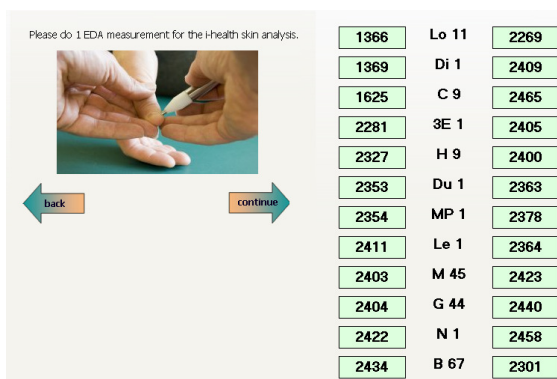 Please do 1 EDA measurement for the i-health skin analysis.
back
continue
1366 Lo 11 2269
1369 Di 1 2409
1625 C 9 2465
2281 3E 1 2405
2327 H 9 2400
2353 Du 1 2363
2354 MP 1 2378
2411 Le 1 2364
2403 M 45 2423
2404 G 44 2440
2422 N 1 2458
2434 B 67 2301